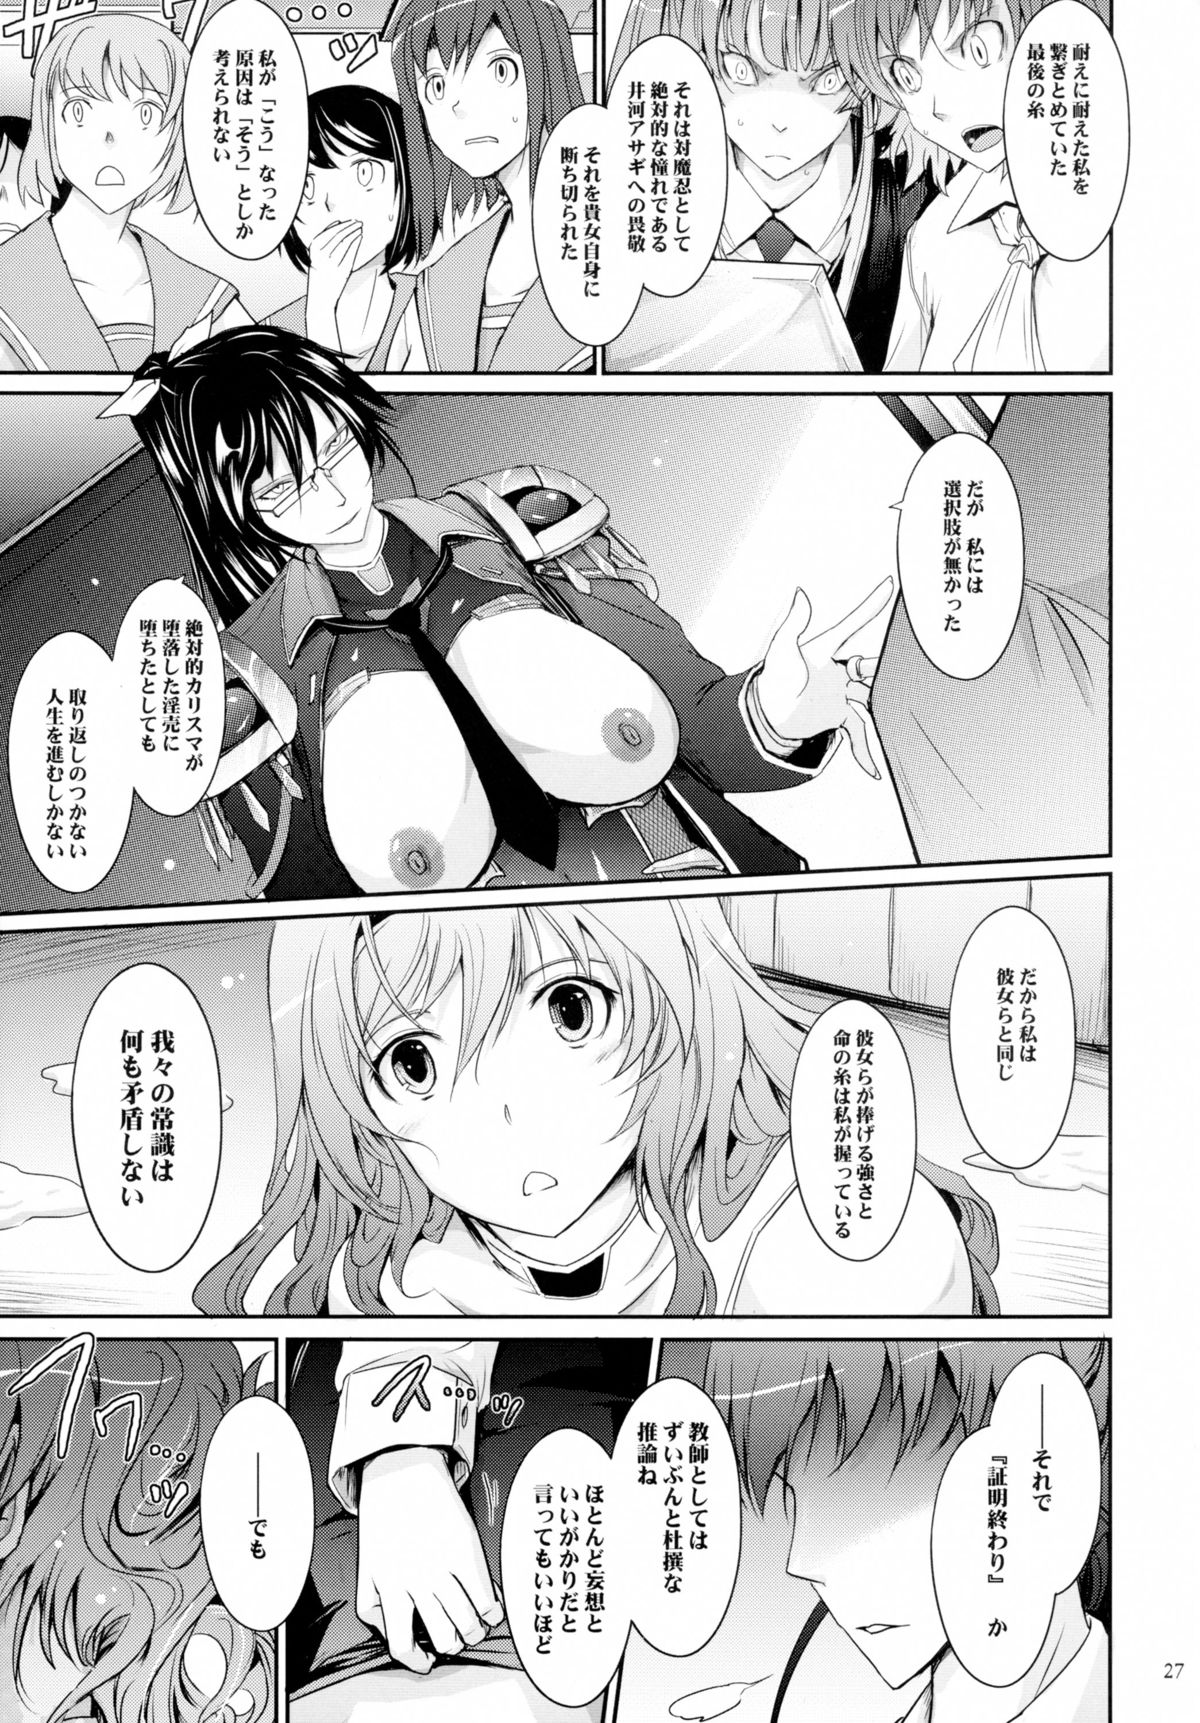 耐えに耐えた私を
繋ぎとめていた
最後の糸
それは対魔忍として
絶対的な憧れである
井河アサギへの畏敬
それを貴女自身に
断ち切られた
私が「こう」なった
原因は「そう」としか
考えられない
ザワ…
ッ
だが 私には
選択肢が無かった
絶対的カリスマが
堕落した淫売に
堕ちたとしても
取り返しのつかない
人生を進むしかない
だから私は
彼女らと同じ
彼女らが捧げる強さと
命の糸は私が握っている
我々の常識は
何も矛盾しない
──それで
『証明終わり』 か
教師としては
ずいぶんと杜撰な
推論ね
ほとんど妄想と
いいがかりだと
言ってもいいほど
ズ…
──でも
27